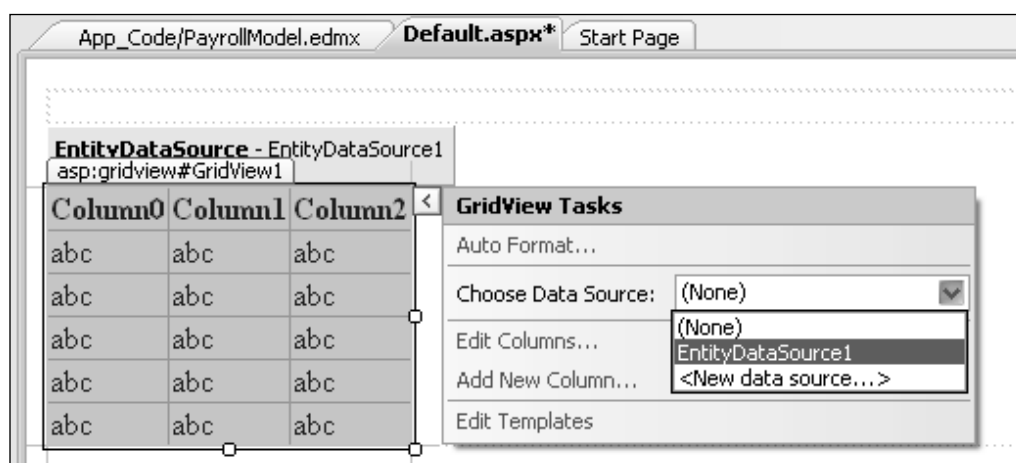 App_Code/PayrollModel.edmx Default.aspx* Start Page
EntityDataSource - EntityDataSource1
asp:gridview#GridView1
Column0 Column1 Column2
abc abc abc
abc abc abc
abc abc abc
abc abc abc
abc abc abc
GridView Tasks
Auto Format...
Choose Data Source: (None)
(None)
EntityDataSource1
<New data source...>
Edit Columns...
Add New Column...
Edit Templates